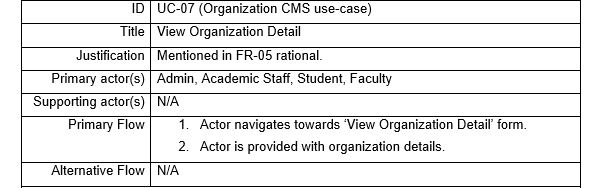 ID UC-07 (Organization CMS use-case)
Title View Organization Detail
Justification Mentioned in FR-05 rational.
Primary actor(s) Admin, Academic Staff, Student, Faculty
Supporting actor(s) N/A
Primary Flow 1. Actor navigates towards ‘View Organization Detail’ form.
2. Actor is provided with organization details.
Alternative Flow N/A